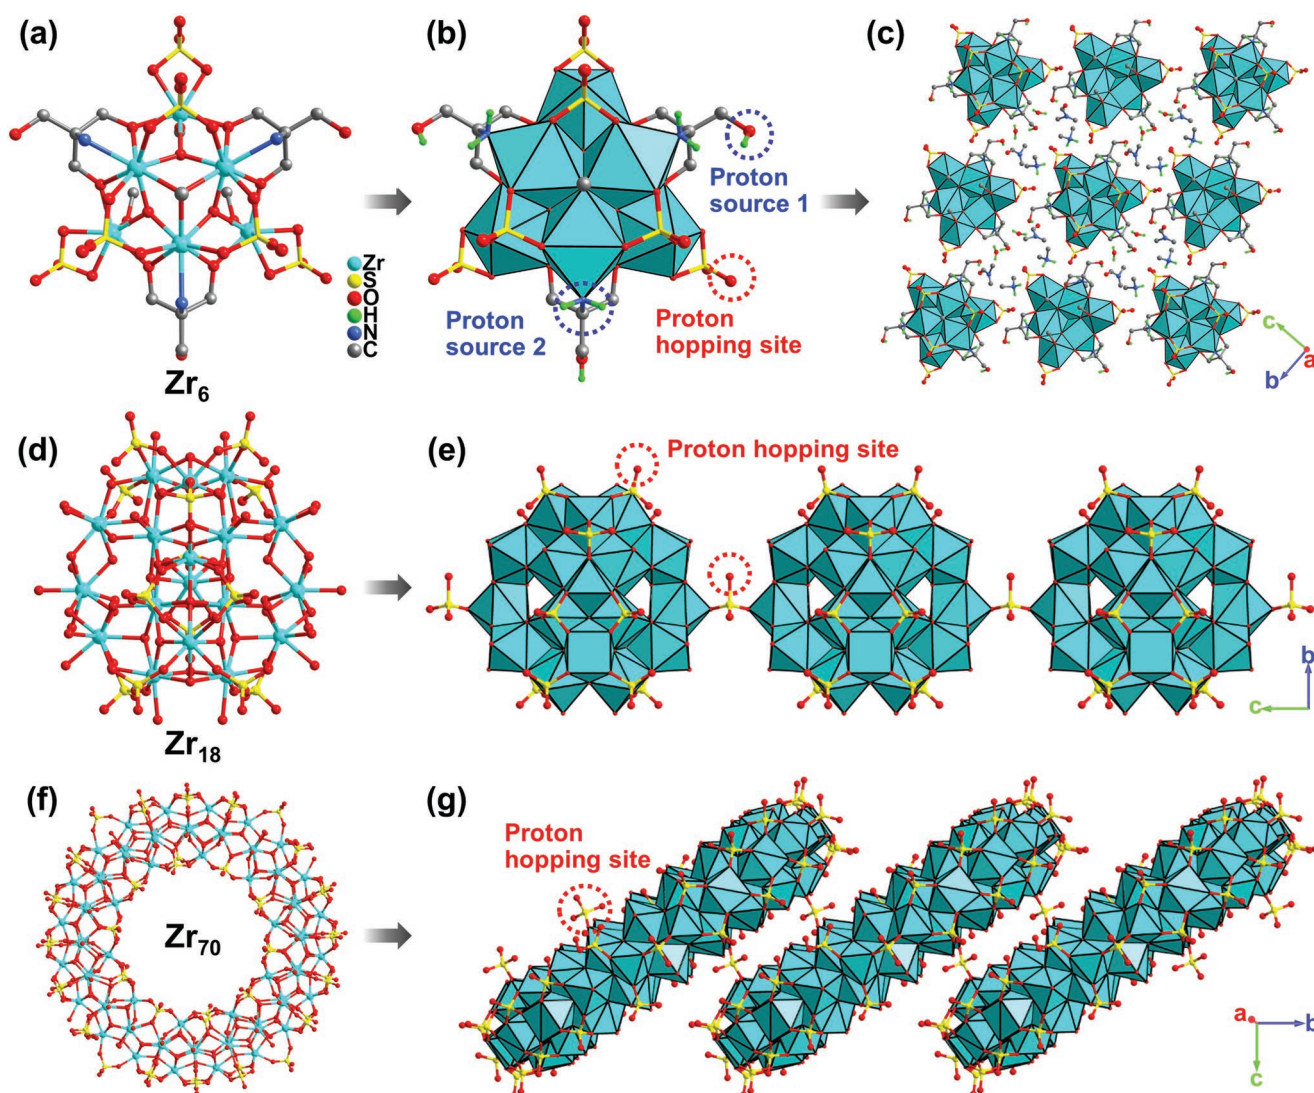 (a)
(b)
(c)
Proton
source 1
Zr
S
O
H
N
C
Proton
source 2
Proton
hopping site
c
a
b
Zr6
(d)
(e)
Proton hopping site
b
c
Zr18
(f)
(g)
Proton
hopping site
Zr70
a
b
c